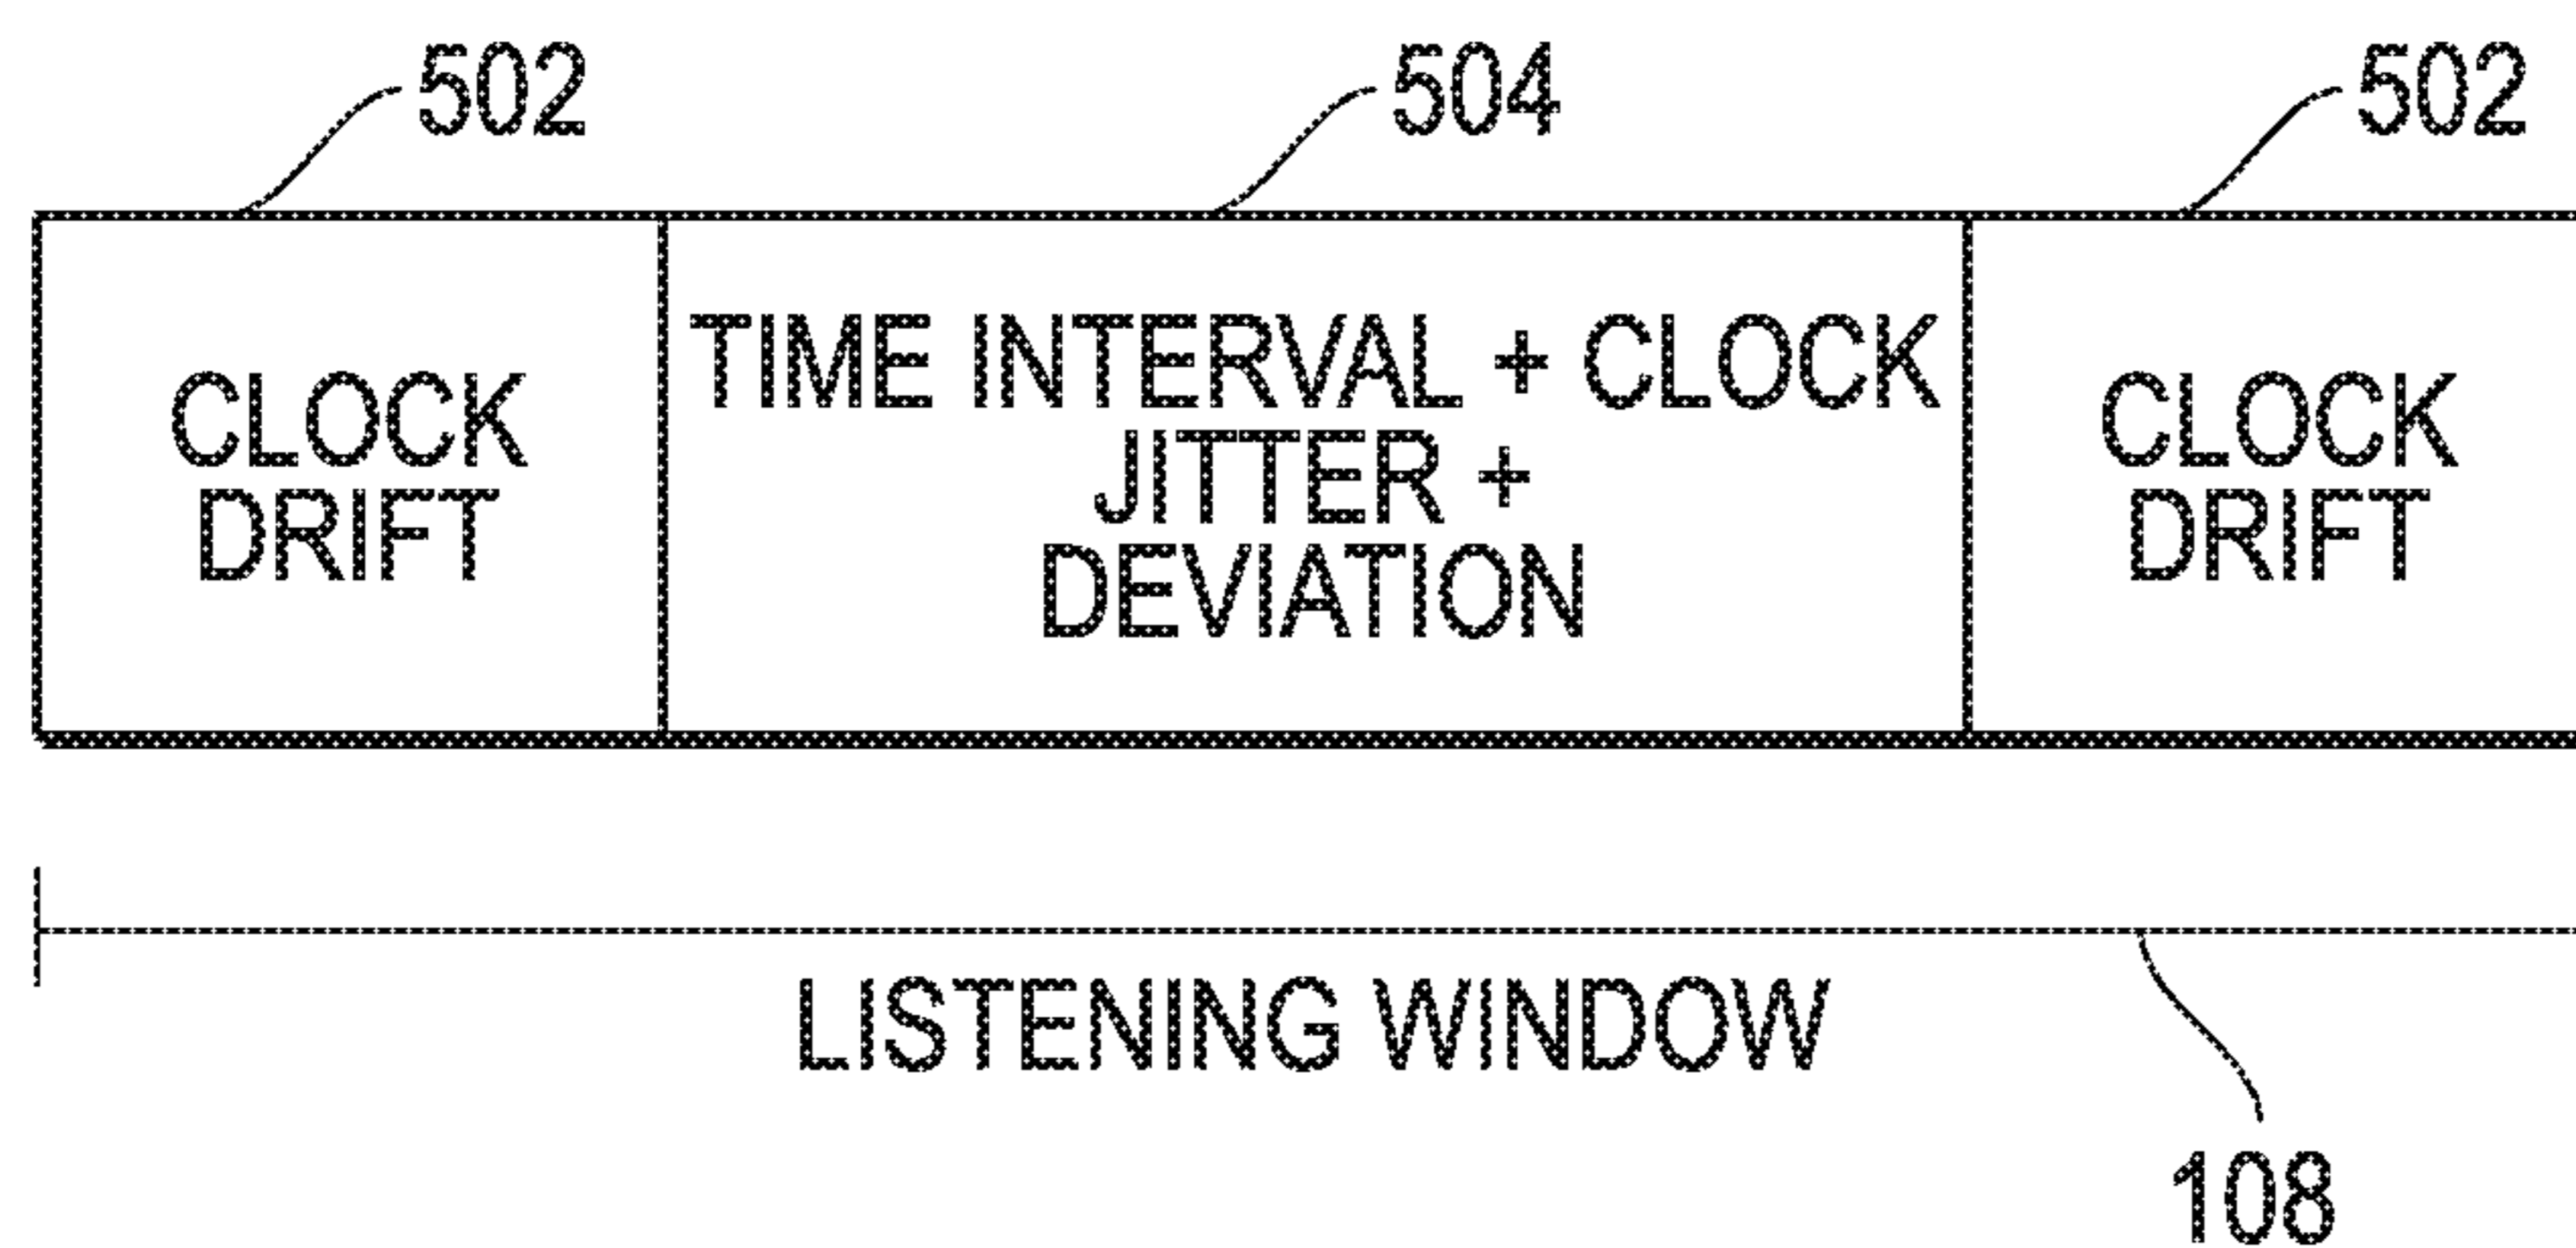 502
504
502
CLOCK
DRIFT
TIME INTERVAL + CLOCK
JITTER +
DEVIATION
CLOCK
DRIFT
LISTENING WINDOW
108